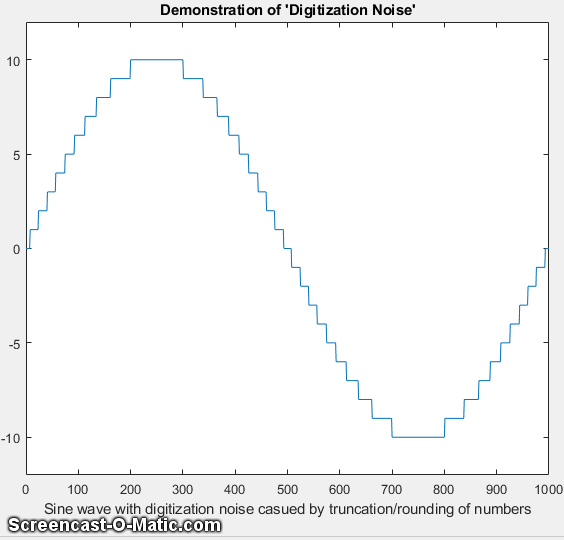 Demonstration of 'Digitization Noise'
10
5
0
-5
-10
0 100 200 300 400 500 600 700 800 900 1000
Sine wave with digitization noise casued by truncation/rounding of numbers
Screencast-O-Matic.com